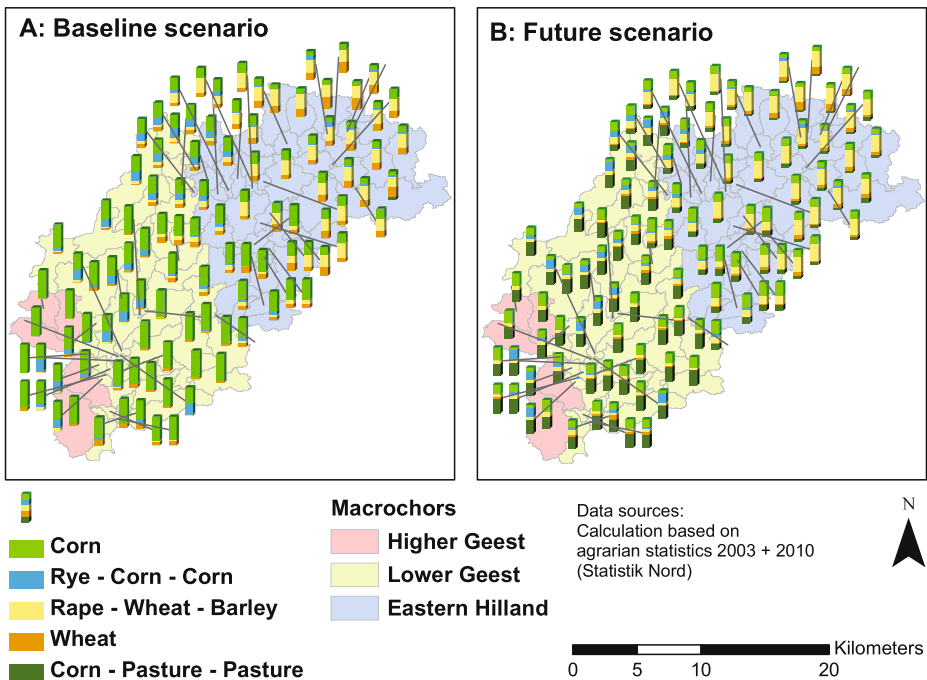 A: Baseline scenario
B: Future scenario
Corn
Rye - Corn - Corn
Rape - Wheat - Barley
Wheat
Corn - Pasture - Pasture
Macrochors
Higher Geest
Lower Geest
Eastern Hilland
Data sources:
Calculation based on
agrarian statistics 2003 + 2010
(Statistik Nord)
N
Kilometers
0 5 10 20